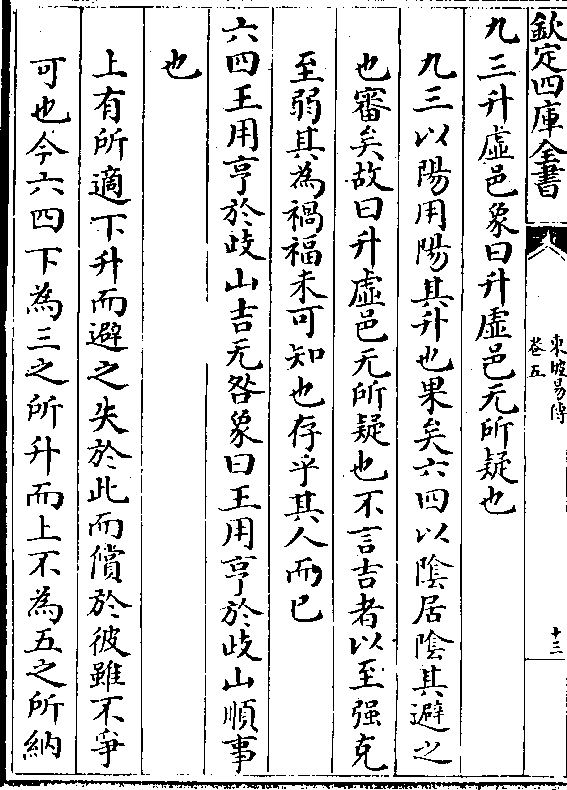 欽定四庫全書
東坡易傳
卷五
十三
九三升虛邑象曰升虛邑无所疑也
九三以陽用陽其升也果矣六四以陰居陰其避之
也審矣故曰升虛邑无所疑也不言吉者以至强克
至弱其為禍福未可知也存乎其人而已
六四王用亨於歧山吉无咎象曰王用亨於歧山順事
也
上有所適下升而避之失於此而償於彼雖不爭
可也今六四下為三之所升而上不為五之所納